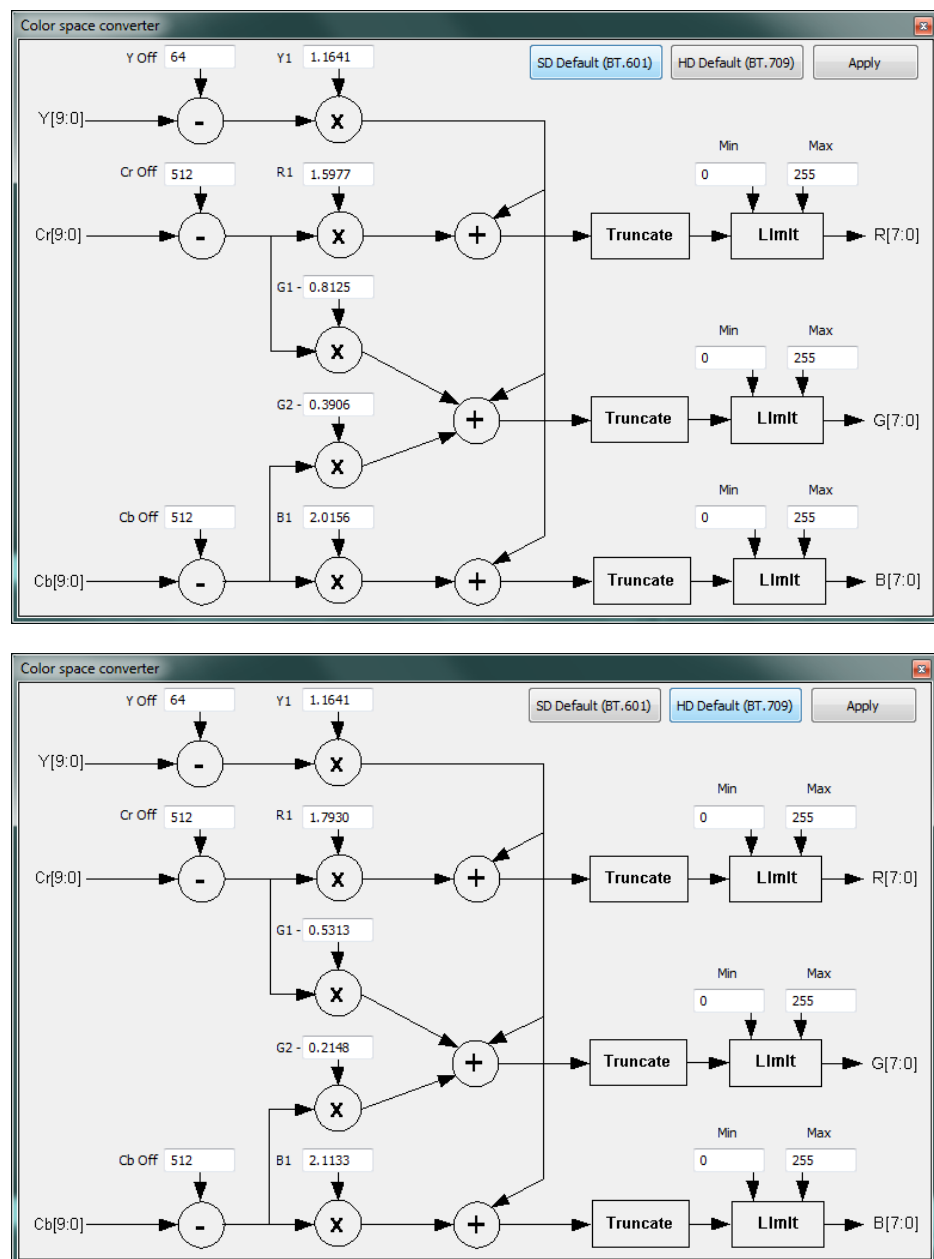 Color space converter
Y Off 64 Y1 1.1641 SD Default (BT.601) HD Default (BT.709) Apply
Y[9:0] - X
Min Max
Cr Off 512 R1 1.5977 0 255
Cr[9:0] - X + Truncate Limit R[7:0]
G1 - 0.8125
Min Max
X 0 255
G2 - 0.3906
+ Truncate Limit G[7:0]
X
Min Max
Cb Off 512 B1 2.0156 0 255
Cb[9:0] - X + Truncate Limit B[7:0]
Color space converter
Y Off 64 Y1 1.1641 SD Default (BT.601) HD Default (BT.709) Apply
Y[9:0] - X
Min Max
Cr Off 512 R1 1.7930 0 255
Cr[9:0] - X + Truncate Limit R[7:0]
G1 - 0.5313
Min Max
X 0 255
G2 - 0.2148
+ Truncate Limit G[7:0]
X
Min Max
Cb Off 512 B1 2.1133 0 255
Cb[9:0] - X + Truncate Limit B[7:0]